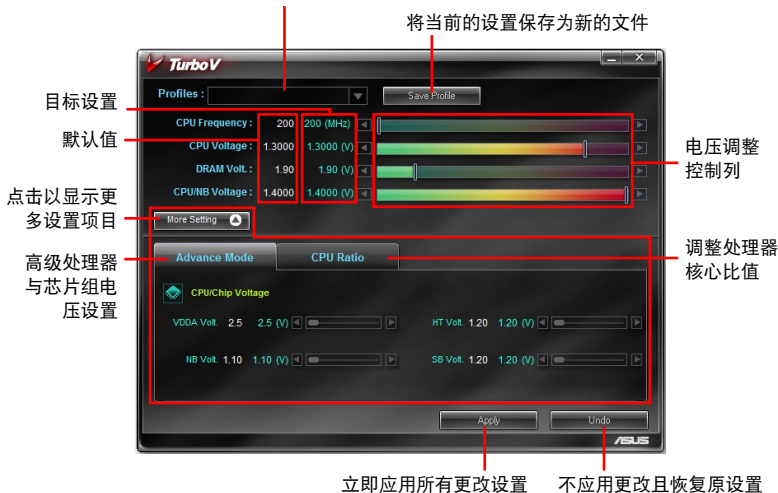 将当前的设置保存为新的文件
TurboV
Profiles :
Save Profile
目标设置
默认值
CPU Frequency : 200 200 (MHz)
CPU Voltage : 1.3000 1.3000 (V)
DRAM Volt. : 1.90 1.90 (V)
CPU/NB Voltage : 1.4000 1.4000 (V)
电压调整
控制列
点击以显示更
多设置项目
More Setting
高级处理器
与芯片组电
压设置
Advance Mode CPU Ratio
调整处理器
核心比值
CPU/Chip Voltage
VDDA Volt. 2.5 2.5 (V) HT Volt. 1.20 1.20 (V)
NB Volt. 1.10 1.10 (V) SB Volt. 1.20 1.20 (V)
Apply Undo
ASUS
立即应用所有更改设置 不应用更改且恢复原设置